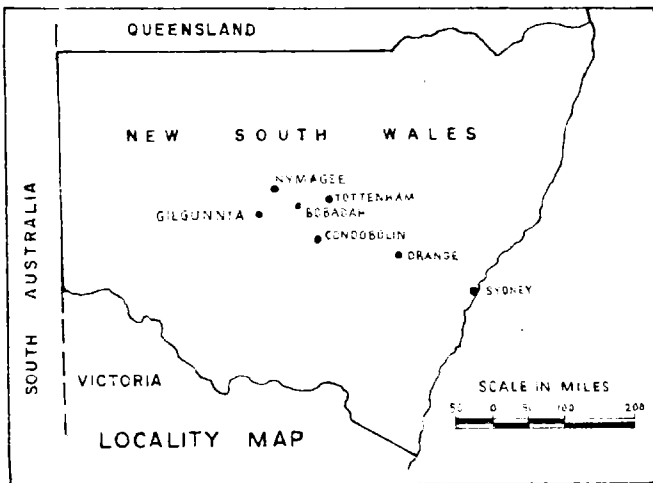 QUEENSLAND
NEW SOUTH WALES
NYMAGEE
TOTTENHAM
BOBADAH
GILGUNNIA
CONDOBOLIN
ORANGE
SYDNEY
SOUTH AUSTRALIA
VICTORIA
SCALE IN MILES
50 0 50 100 200
LOCALITY MAP